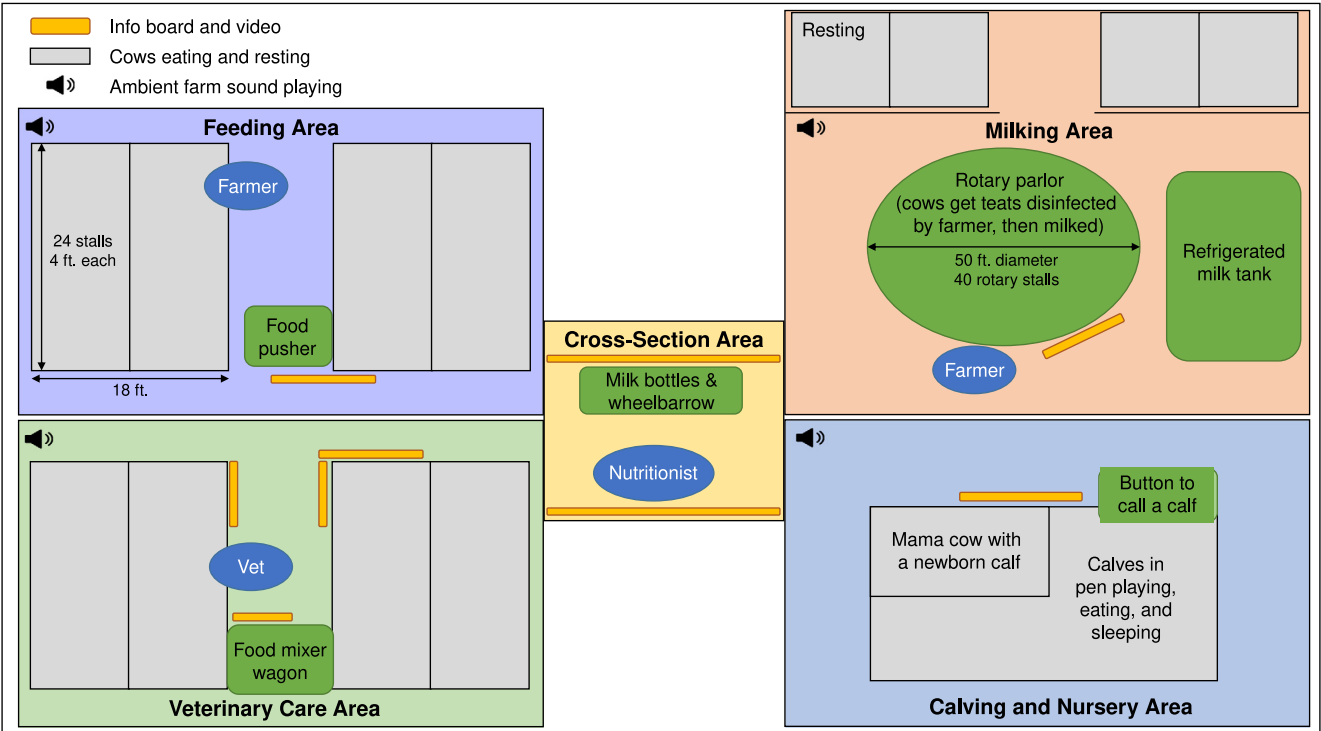 Info board and video
Cows eating and resting
Ambient farm sound playing
Feeding Area
Farmer
24 stalls
4 ft. each
Food
pusher
18 ft.
Resting
Milking Area
Rotary parlor
(cows get teats disinfected
by farmer, then milked)
50 ft. diameter
40 rotary stalls
Refrigerated
milk tank
Farmer
Cross-Section Area
Milk bottles &
wheelbarrow
Nutritionist
Vet
Food mixer
wagon
Veterinary Care Area
Button to
call a calf
Mama cow with
a newborn calf
Calves in
pen playing,
eating, and
sleeping
Calving and Nursery Area